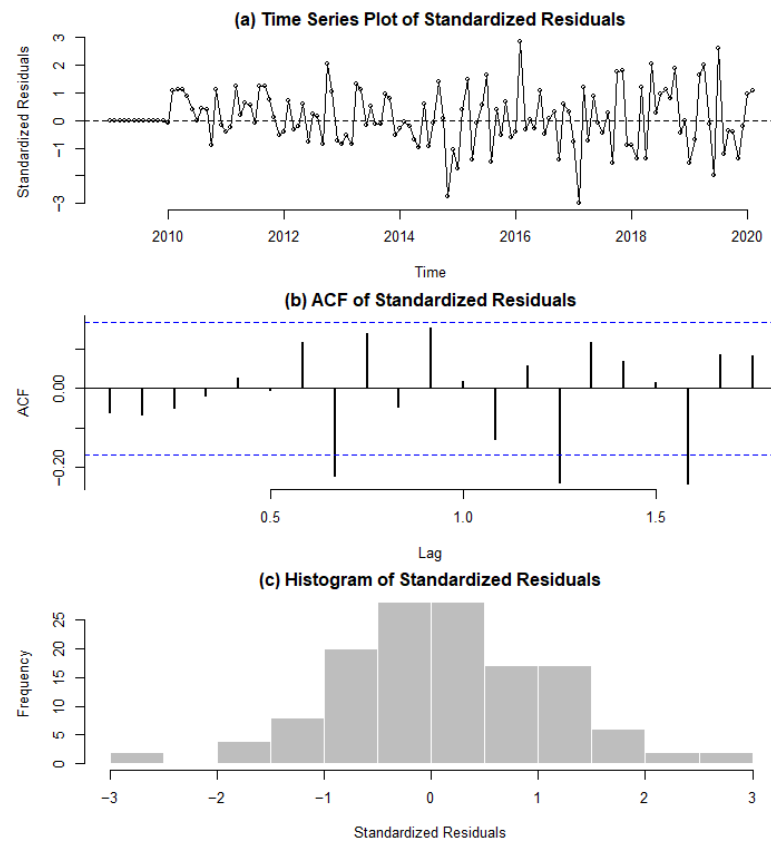 (a) Time Series Plot of Standardized Residuals
Standardized Residuals
3
2
1
0
−1
−3
2010 2012 2014 2016 2018 2020
Time
(b) ACF of Standardized Residuals
ACF
0.00
−0.20
0.5 1.0 1.5
Lag
(c) Histogram of Standardized Residuals
Frequency
25
20
15
10
5
0
−3 −2 −1 0 1 2 3
Standardized Residuals